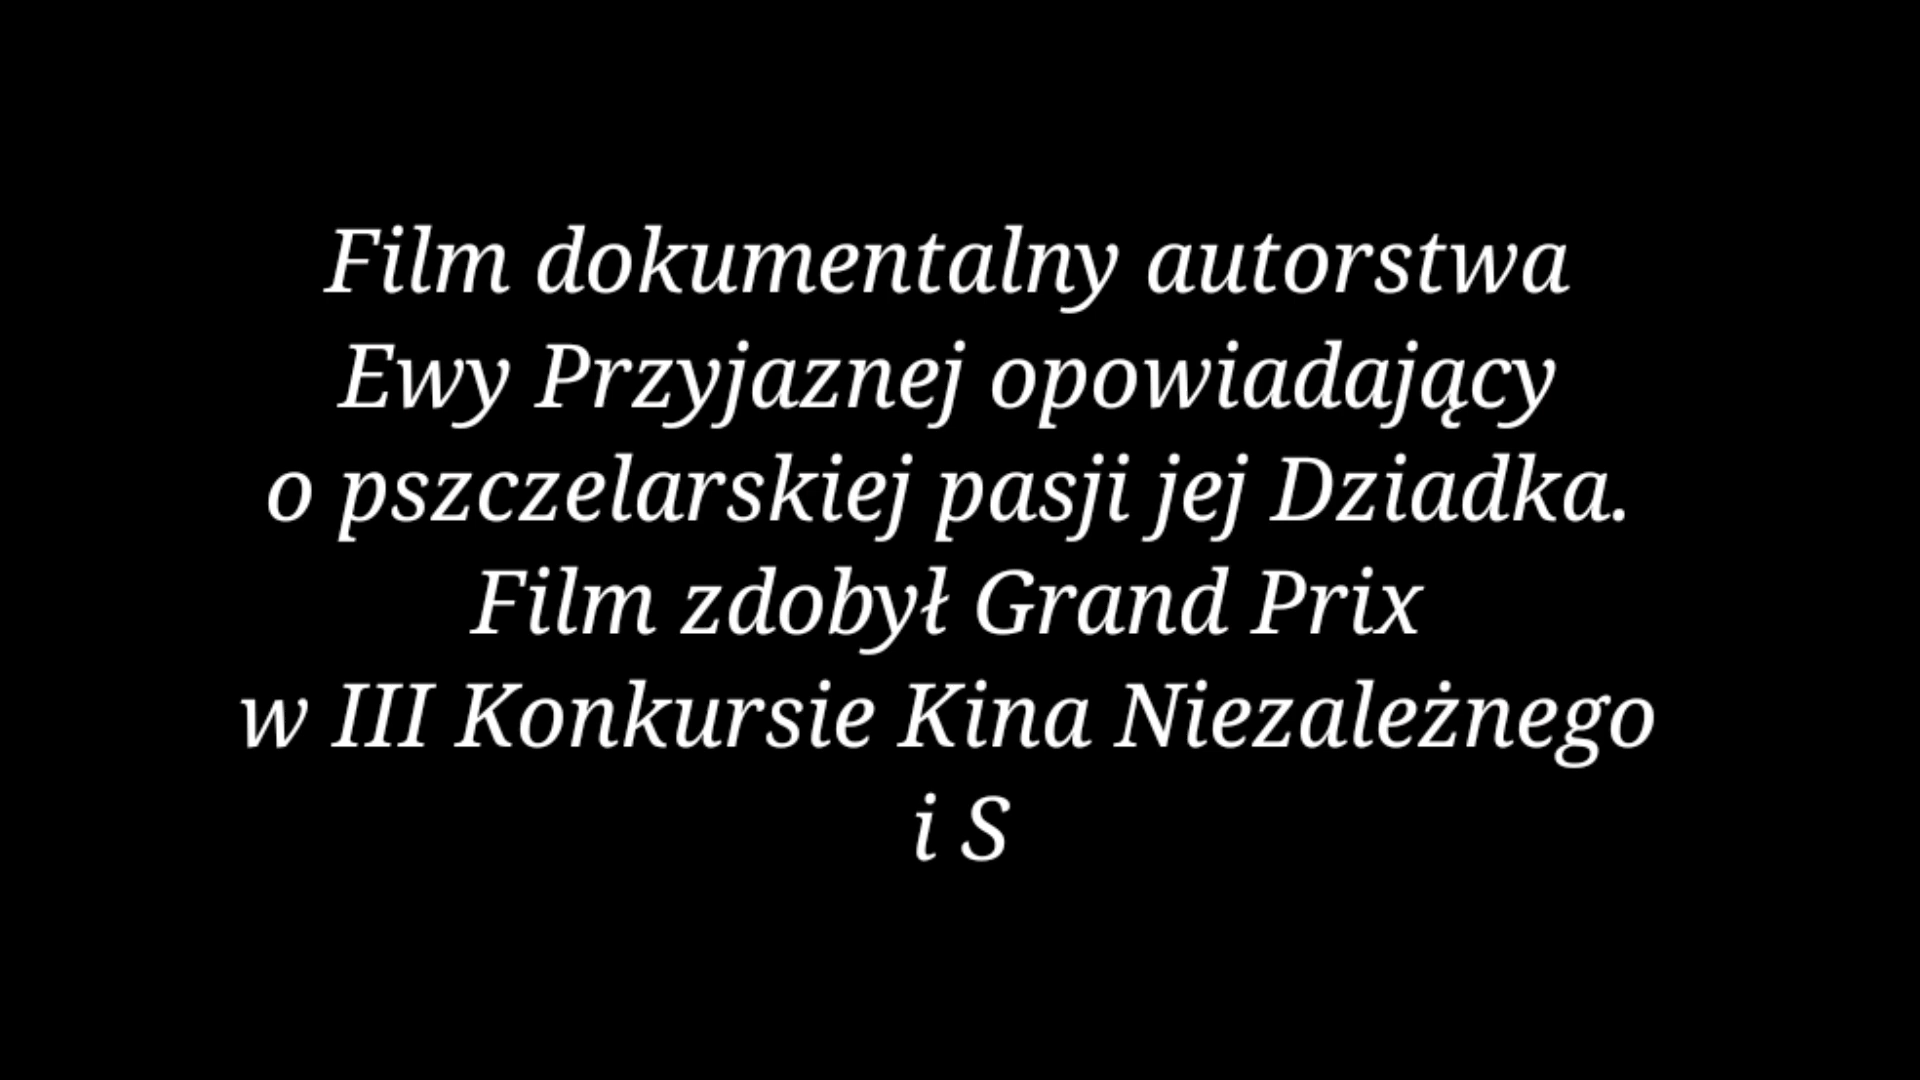 Film dokumentalny autorstwa
Ewy Przyjaznej opowiadający
o pszczelarskiej pasji jej Dziadka.
Film zdobył Grand Prix
w III Konkursie Kina Niezależnego
i S